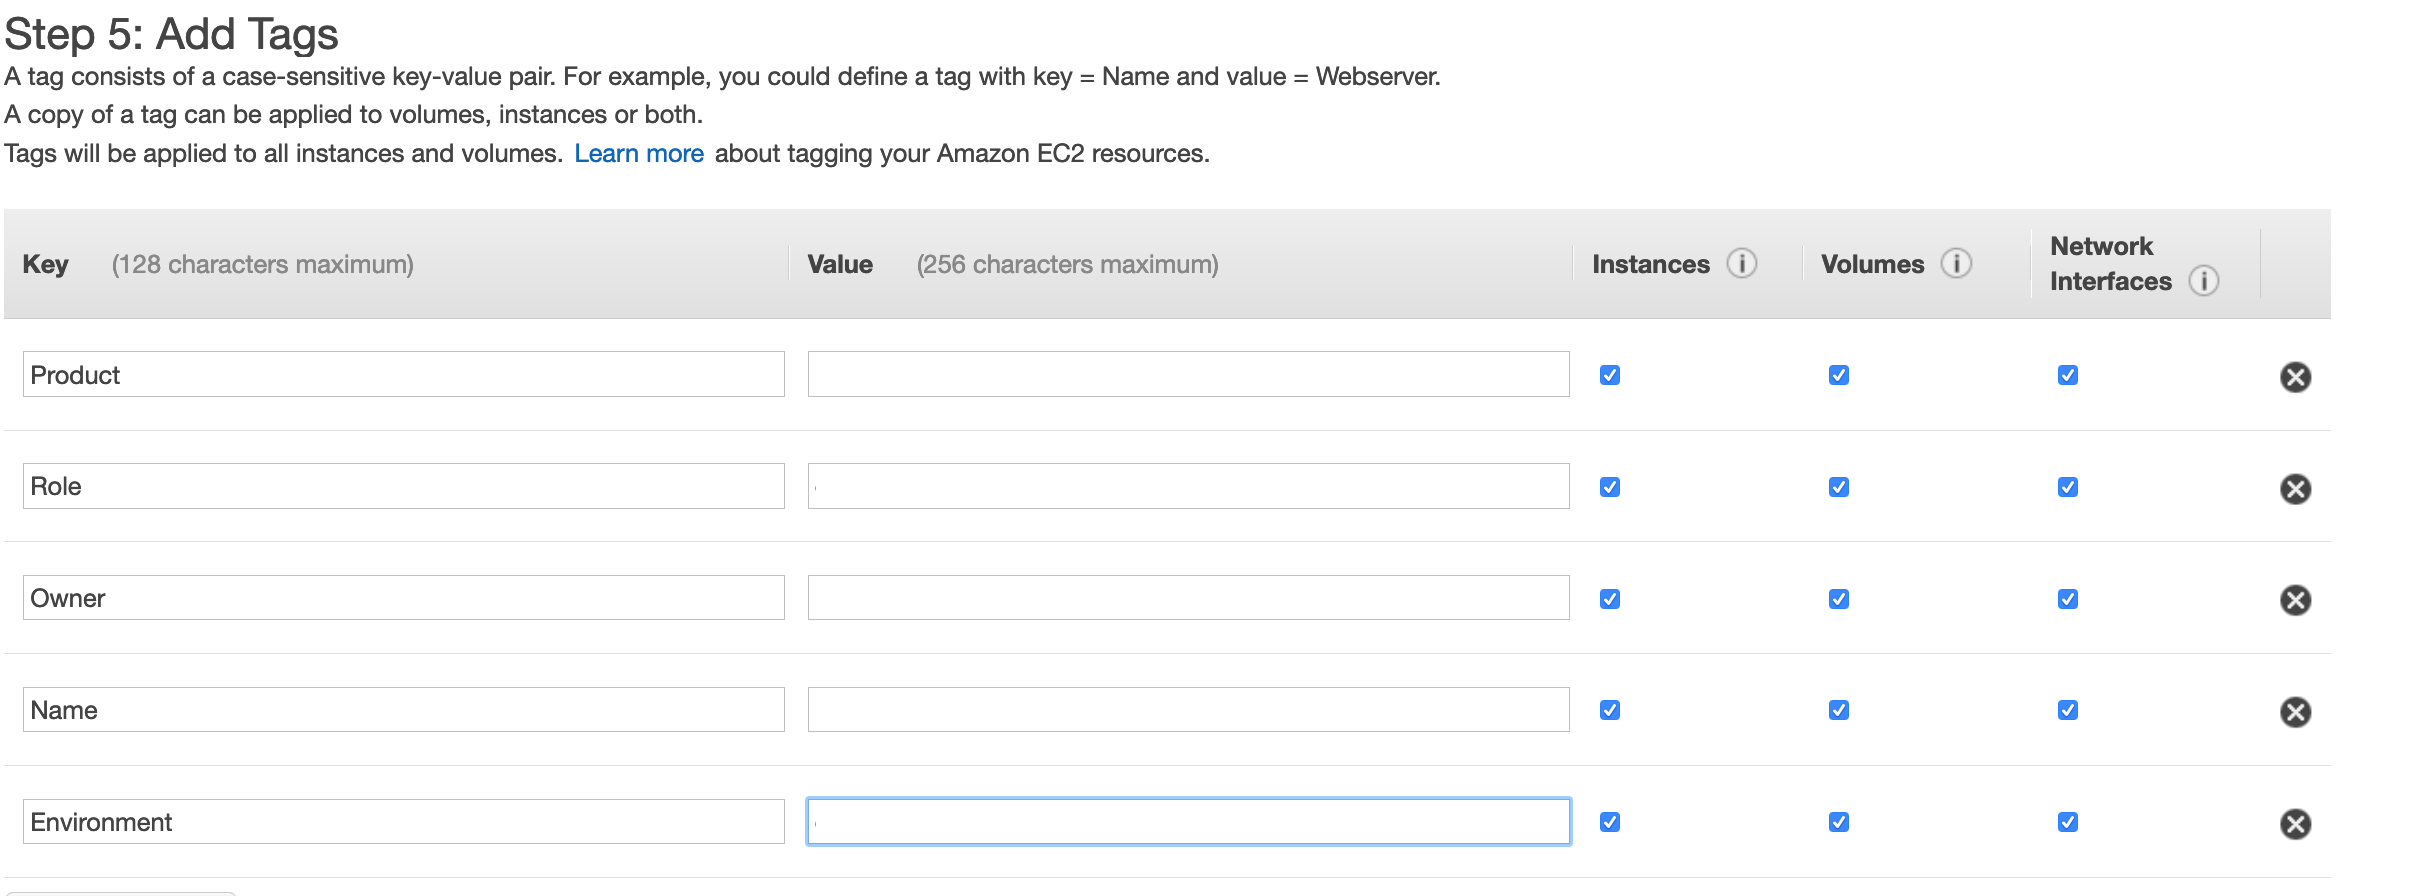 Step 5: Add Tags
A tag consists of a case-sensitive key-value pair. For example, you could define a tag with key = Name and value = Webserver.
A copy of a tag can be applied to volumes, instances or both.
Tags will be applied to all instances and volumes. Learn more about tagging your Amazon EC2 resources.
Key (128 characters maximum) Value (256 characters maximum) Instances i Volumes i Network Interfaces i
Product
Role
Owner
Name
Environment